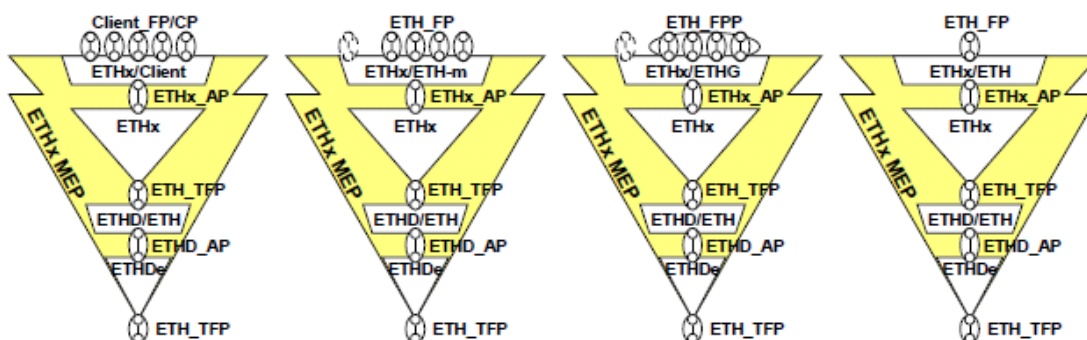 Client_FP/CP
ETHx/Client
ETHx_AP
ETHx
ETHx MEP
ETH_TFP
ETHD/ETH
ETHD_AP
ETHDe
ETH_TFP
ETH_FP
ETHx/ETH-m
ETHx_AP
ETHx
ETHx MEP
ETH_TFP
ETHD/ETH
ETHD_AP
ETHDe
ETH_TFP
ETH_FPP
ETHx/ETHG
ETHx_AP
ETHx
ETHx MEP
ETH_TFP
ETHD/ETH
ETHD_AP
ETHDe
ETH_TFP
ETH_FP
ETHx/ETH
ETHx_AP
ETHx
ETHx MEP
ETH_TFP
ETHD/ETH
ETHD_AP
ETHDe
ETH_TFP